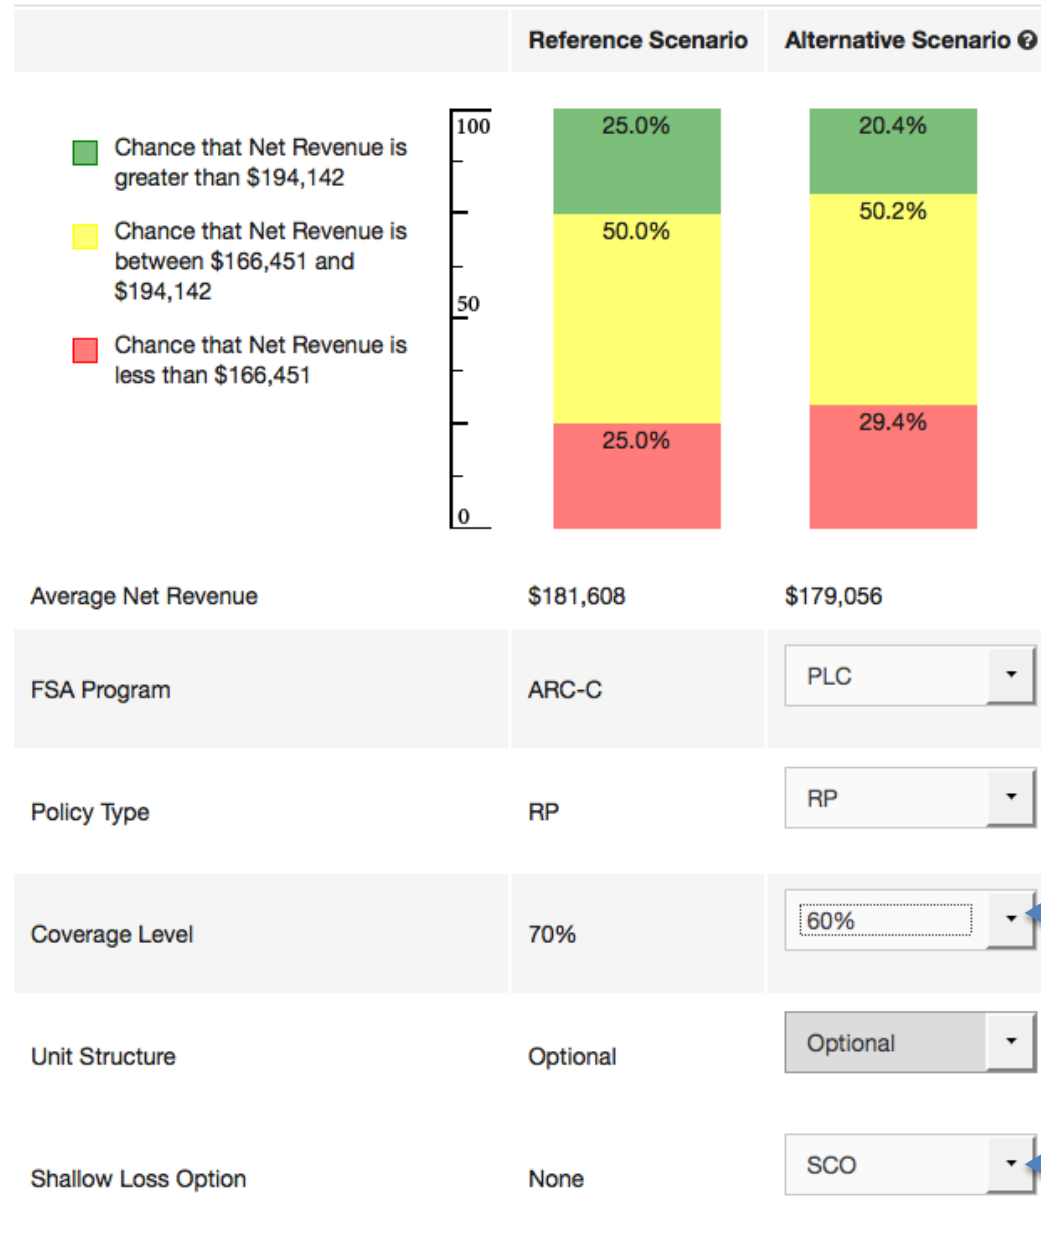 Reference Scenario
Alternative Scenario ?
Chance that Net Revenue is
greater than $194,142
Chance that Net Revenue is
between $166,451 and
$194,142
Chance that Net Revenue is
less than $166,451
100
50
0
25.0%
50.0%
25.0%
20.4%
50.2%
29.4%
Average Net Revenue
$181,608
$179,056
FSA Program
ARC-C
PLC
Policy Type
RP
RP
Coverage Level
70%
60%
Unit Structure
Optional
Optional
Shallow Loss Option
None
SCO